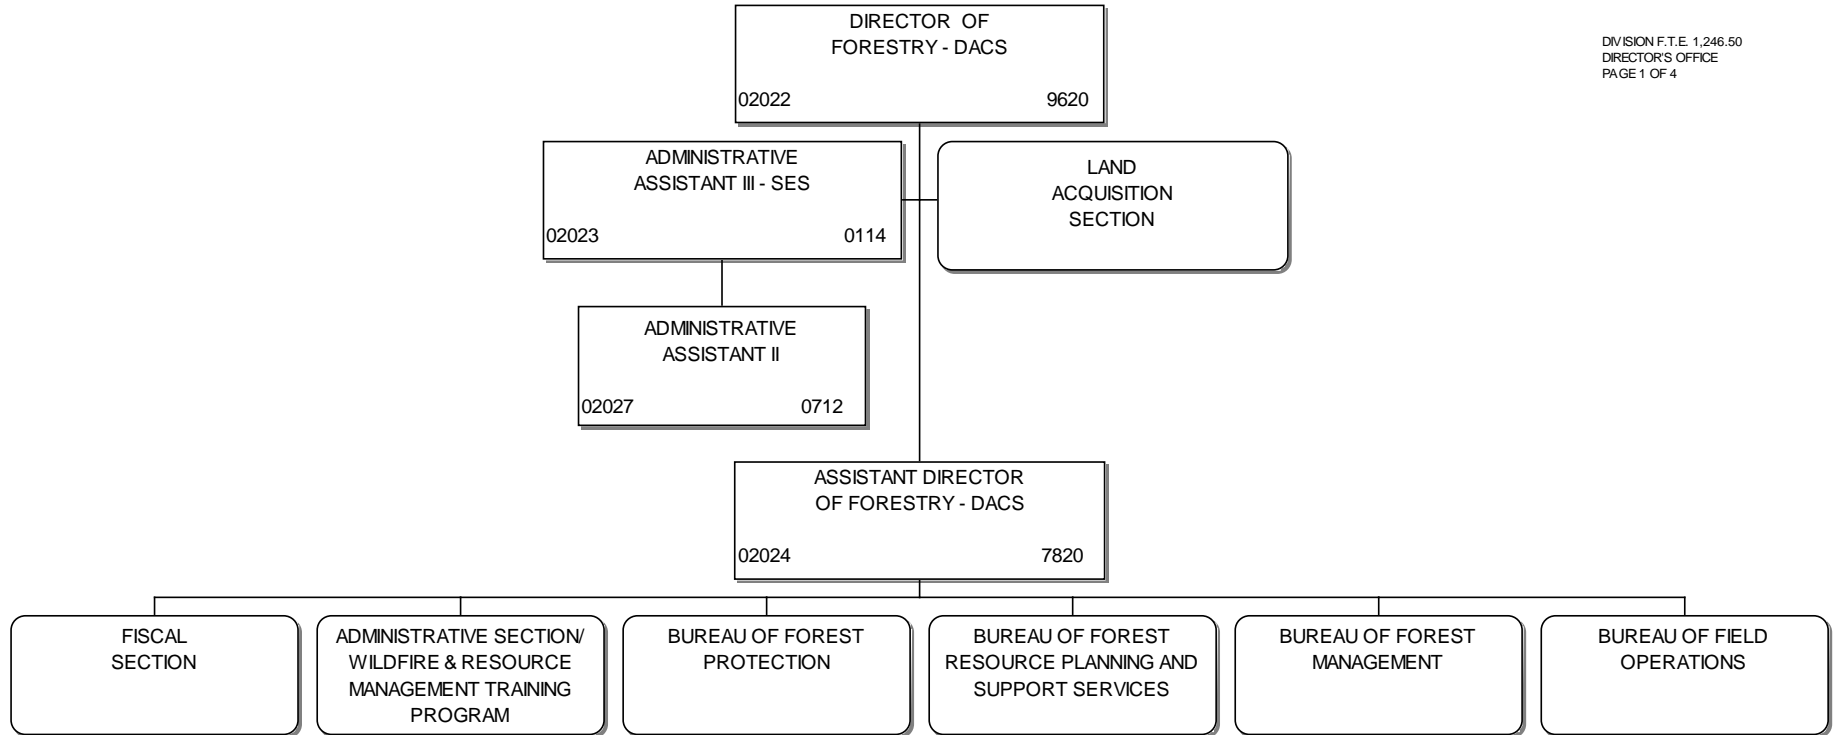 DIRECTOR OF
FORESTRY - DACS
02022 9620
DIVISION F.T.E. 1,246.50
DIRECTOR'S OFFICE
PAGE 1 OF 4
ADMINISTRATIVE
ASSISTANT III - SES
02023 0114
LAND
ACQUISITION
SECTION
ADMINISTRATIVE
ASSISTANT II
02027 0712
ASSISTANT DIRECTOR
OF FORESTRY - DACS
02024 7820
FISCAL
SECTION
ADMINISTRATIVE SECTION/
WILDFIRE & RESOURCE
MANAGEMENT TRAINING
PROGRAM
BUREAU OF FOREST
PROTECTION
BUREAU OF FOREST
RESOURCE PLANNING AND
SUPPORT SERVICES
BUREAU OF FOREST
MANAGEMENT
BUREAU OF FIELD
OPERATIONS